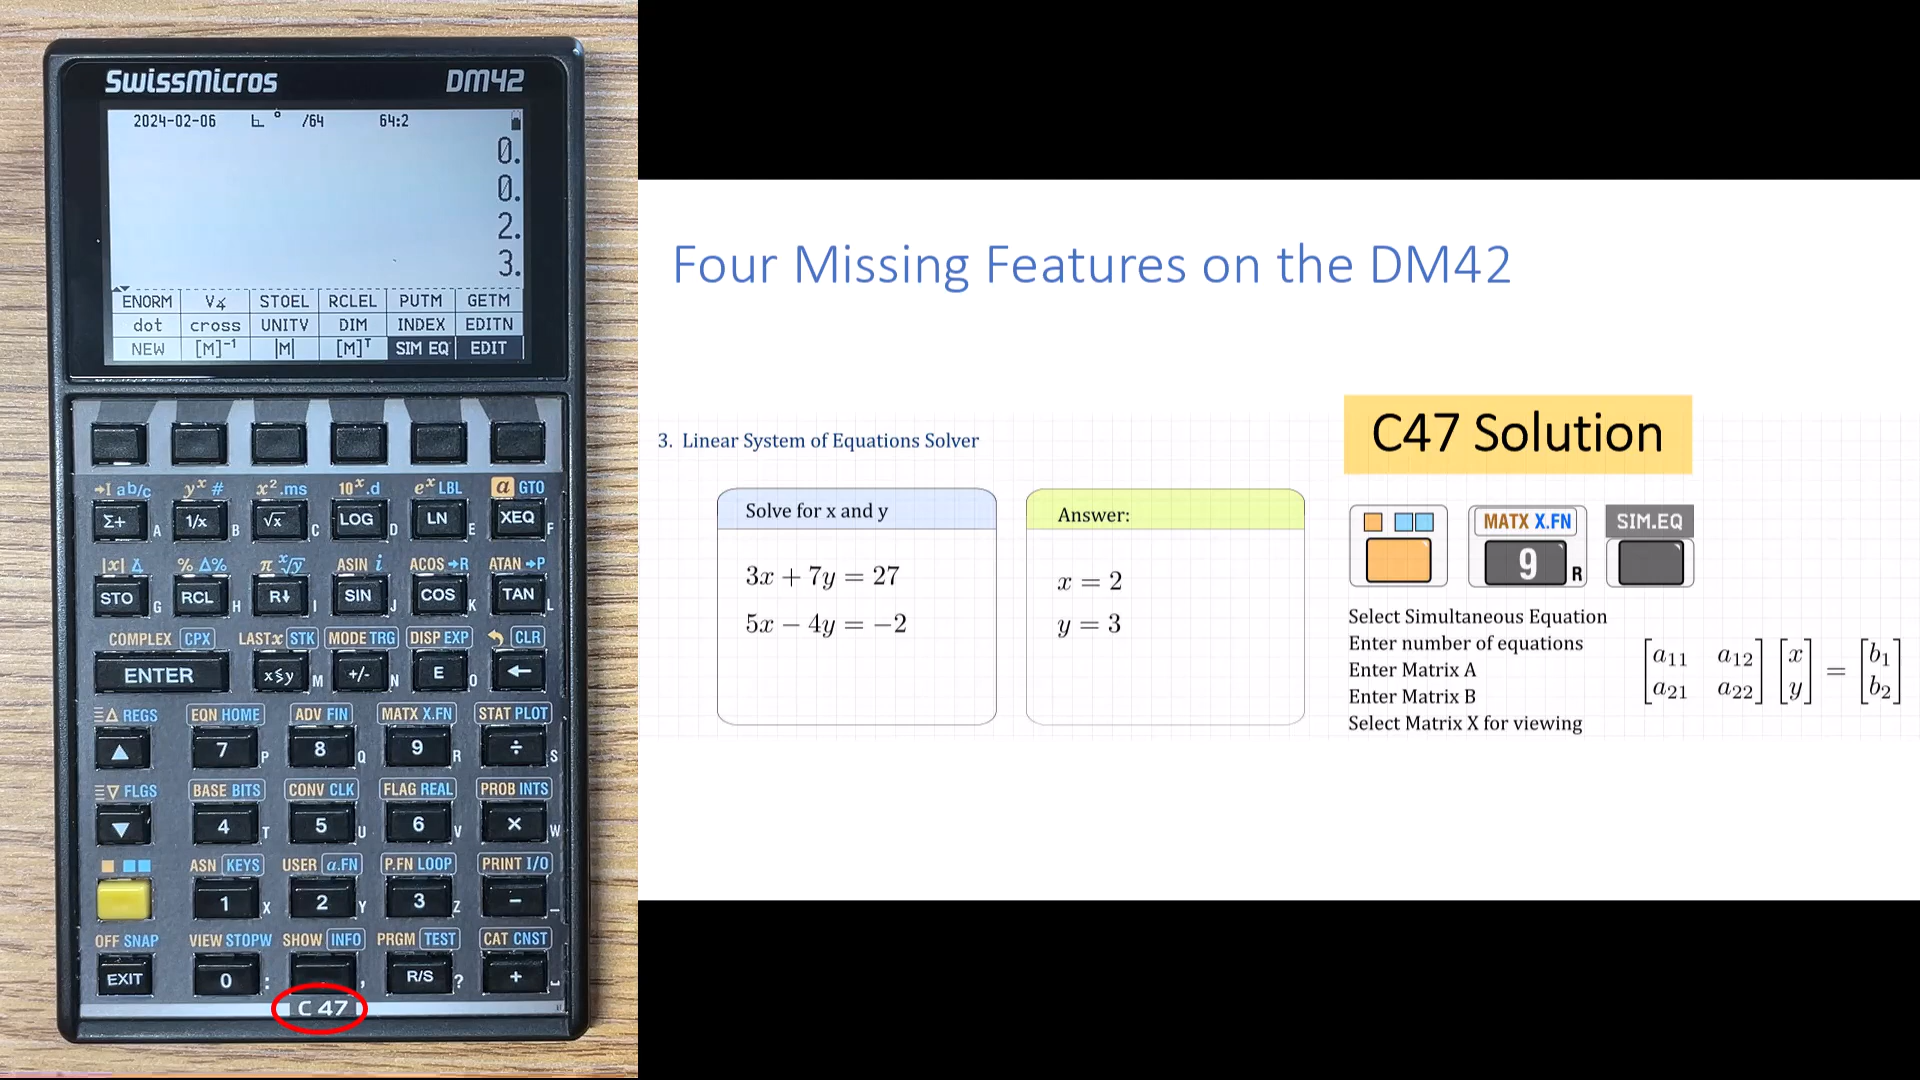 SwissMicros DM42
2024-02-06 ∟° /64 64:2
0.
0.
2.
3.
ENORM V∡ STOEL RCLEL PUTM GETM
dot cross UNITV DIM INDEX EDITN
NEW [M]⁻¹ |M| [M]ᵀ SIM EQ EDIT
→I ab/c yˣ # x² .ms 10ˣ .d eˣ LBL a GTO
Σ+ A 1/x B √x C LOG D LN E XEQ F
|x| ∡ % Δ% π ˣ√y ASIN i ACOS →R ATAN →P
STO G RCL H R↓ I SIN J COS K TAN L
COMPLEX CPX LASTx STK MODE TRG DISP EXP ↰ CLR
ENTER x≶y M +/- N E O ←
☰△ REGS EQN HOME ADV FIN MATX X.FN STAT PLOT
▲ 7 P 8 Q 9 R ÷ S
☰▽ FLGS BASE BITS CONV CLK FLAG REAL PROB INTS
▼ 4 T 5 U 6 V × W
ASN KEYS USER α.FN P.FN LOOP PRINT I/O
1 X 2 Y 3 Z − _
OFF SNAP VIEW STOPW SHOW INFO PRGM TEST CAT CNST
EXIT 0 : , R/S ? + ␣
C 47
Four Missing Features on the DM42
3. Linear System of Equations Solver
Solve for x and y
3x + 7y = 27
5x − 4y = −2
Answer:
x = 2
y = 3
C47 Solution
MATX X.FN SIM.EQ
9 R
Select Simultaneous Equation
Enter number of equations
Enter Matrix A
Enter Matrix B
Select Matrix X for viewing
[a₁₁ a₁₂] [x] = [b₁]
[a₂₁ a₂₂] [y] [b₂]